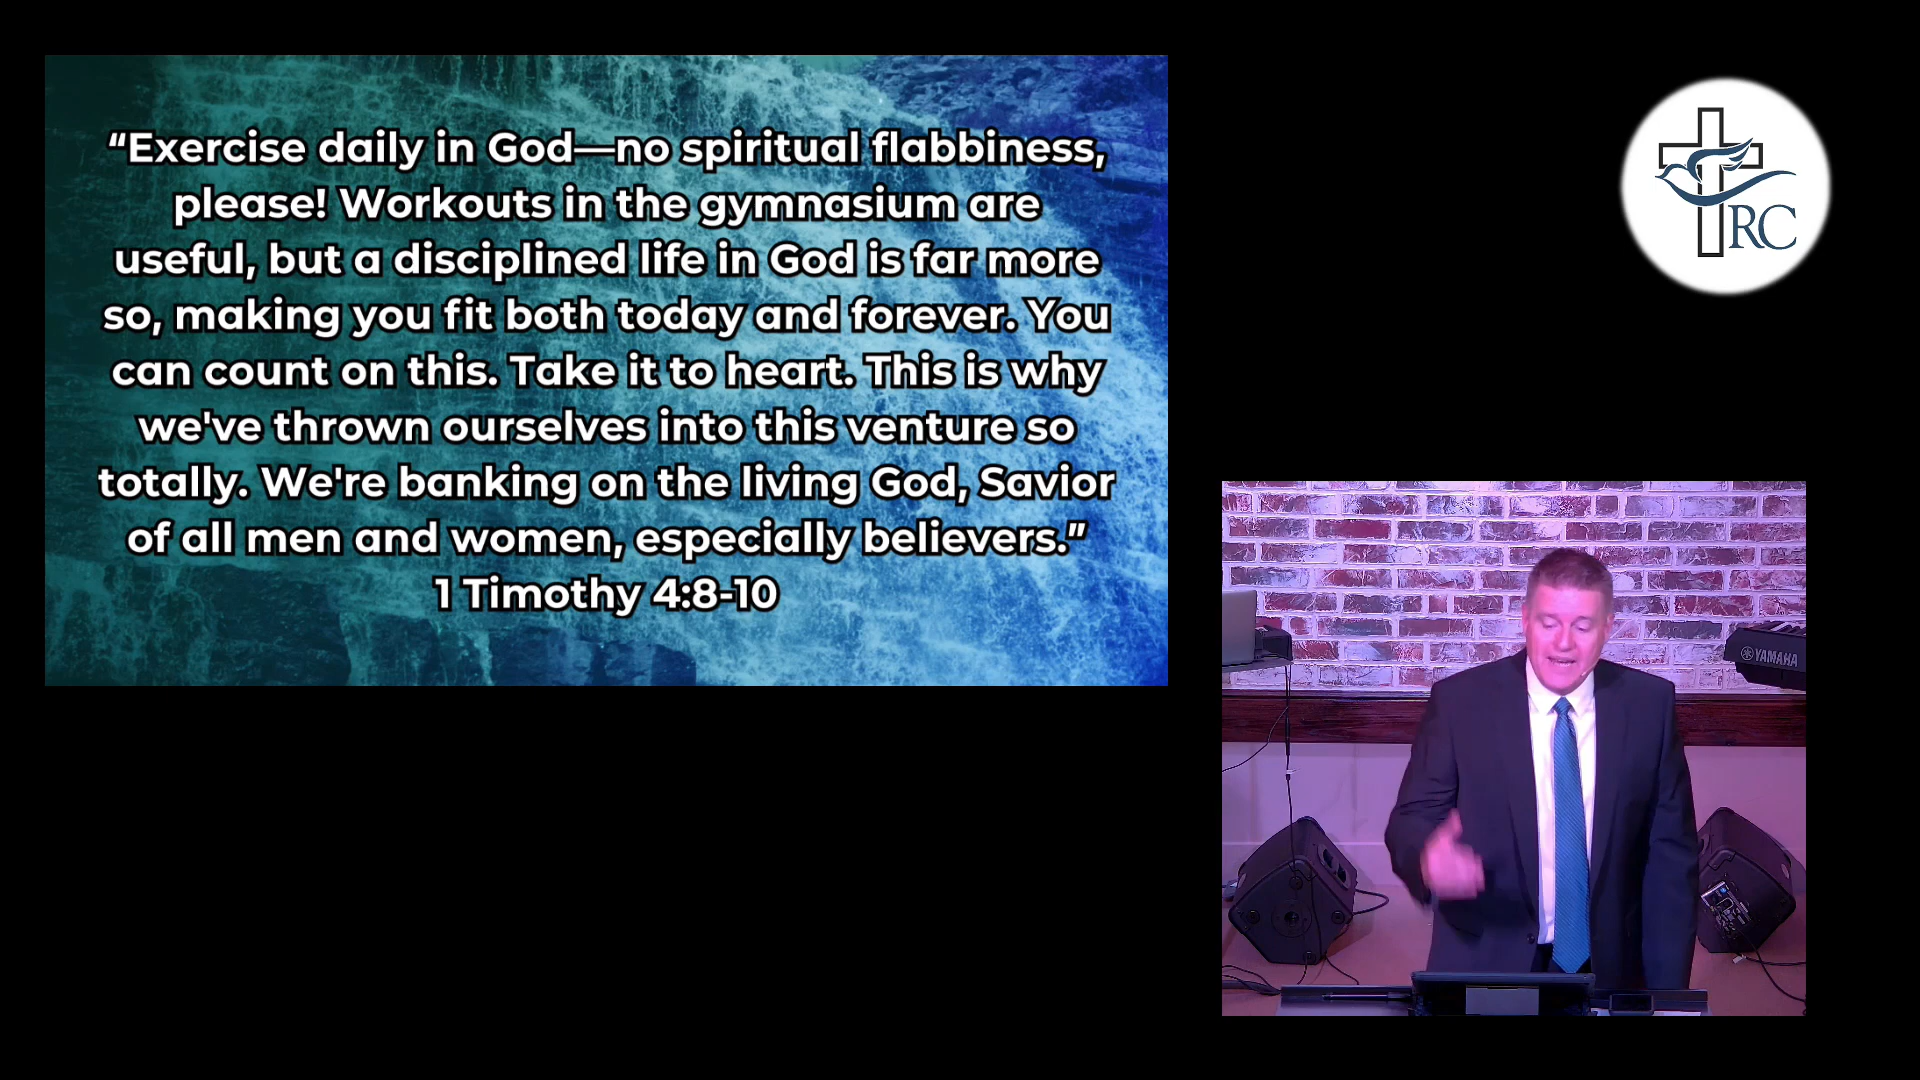 “Exercise daily in God—no spiritual flabbiness,
please! Workouts in the gymnasium are
useful, but a disciplined life in God is far more
so, making you fit both today and forever. You
can count on this. Take it to heart. This is why
we've thrown ourselves into this venture so
totally. We're banking on the living God, Savior
of all men and women, especially believers.”
1 Timothy 4:8-10
RC
YAMAHA